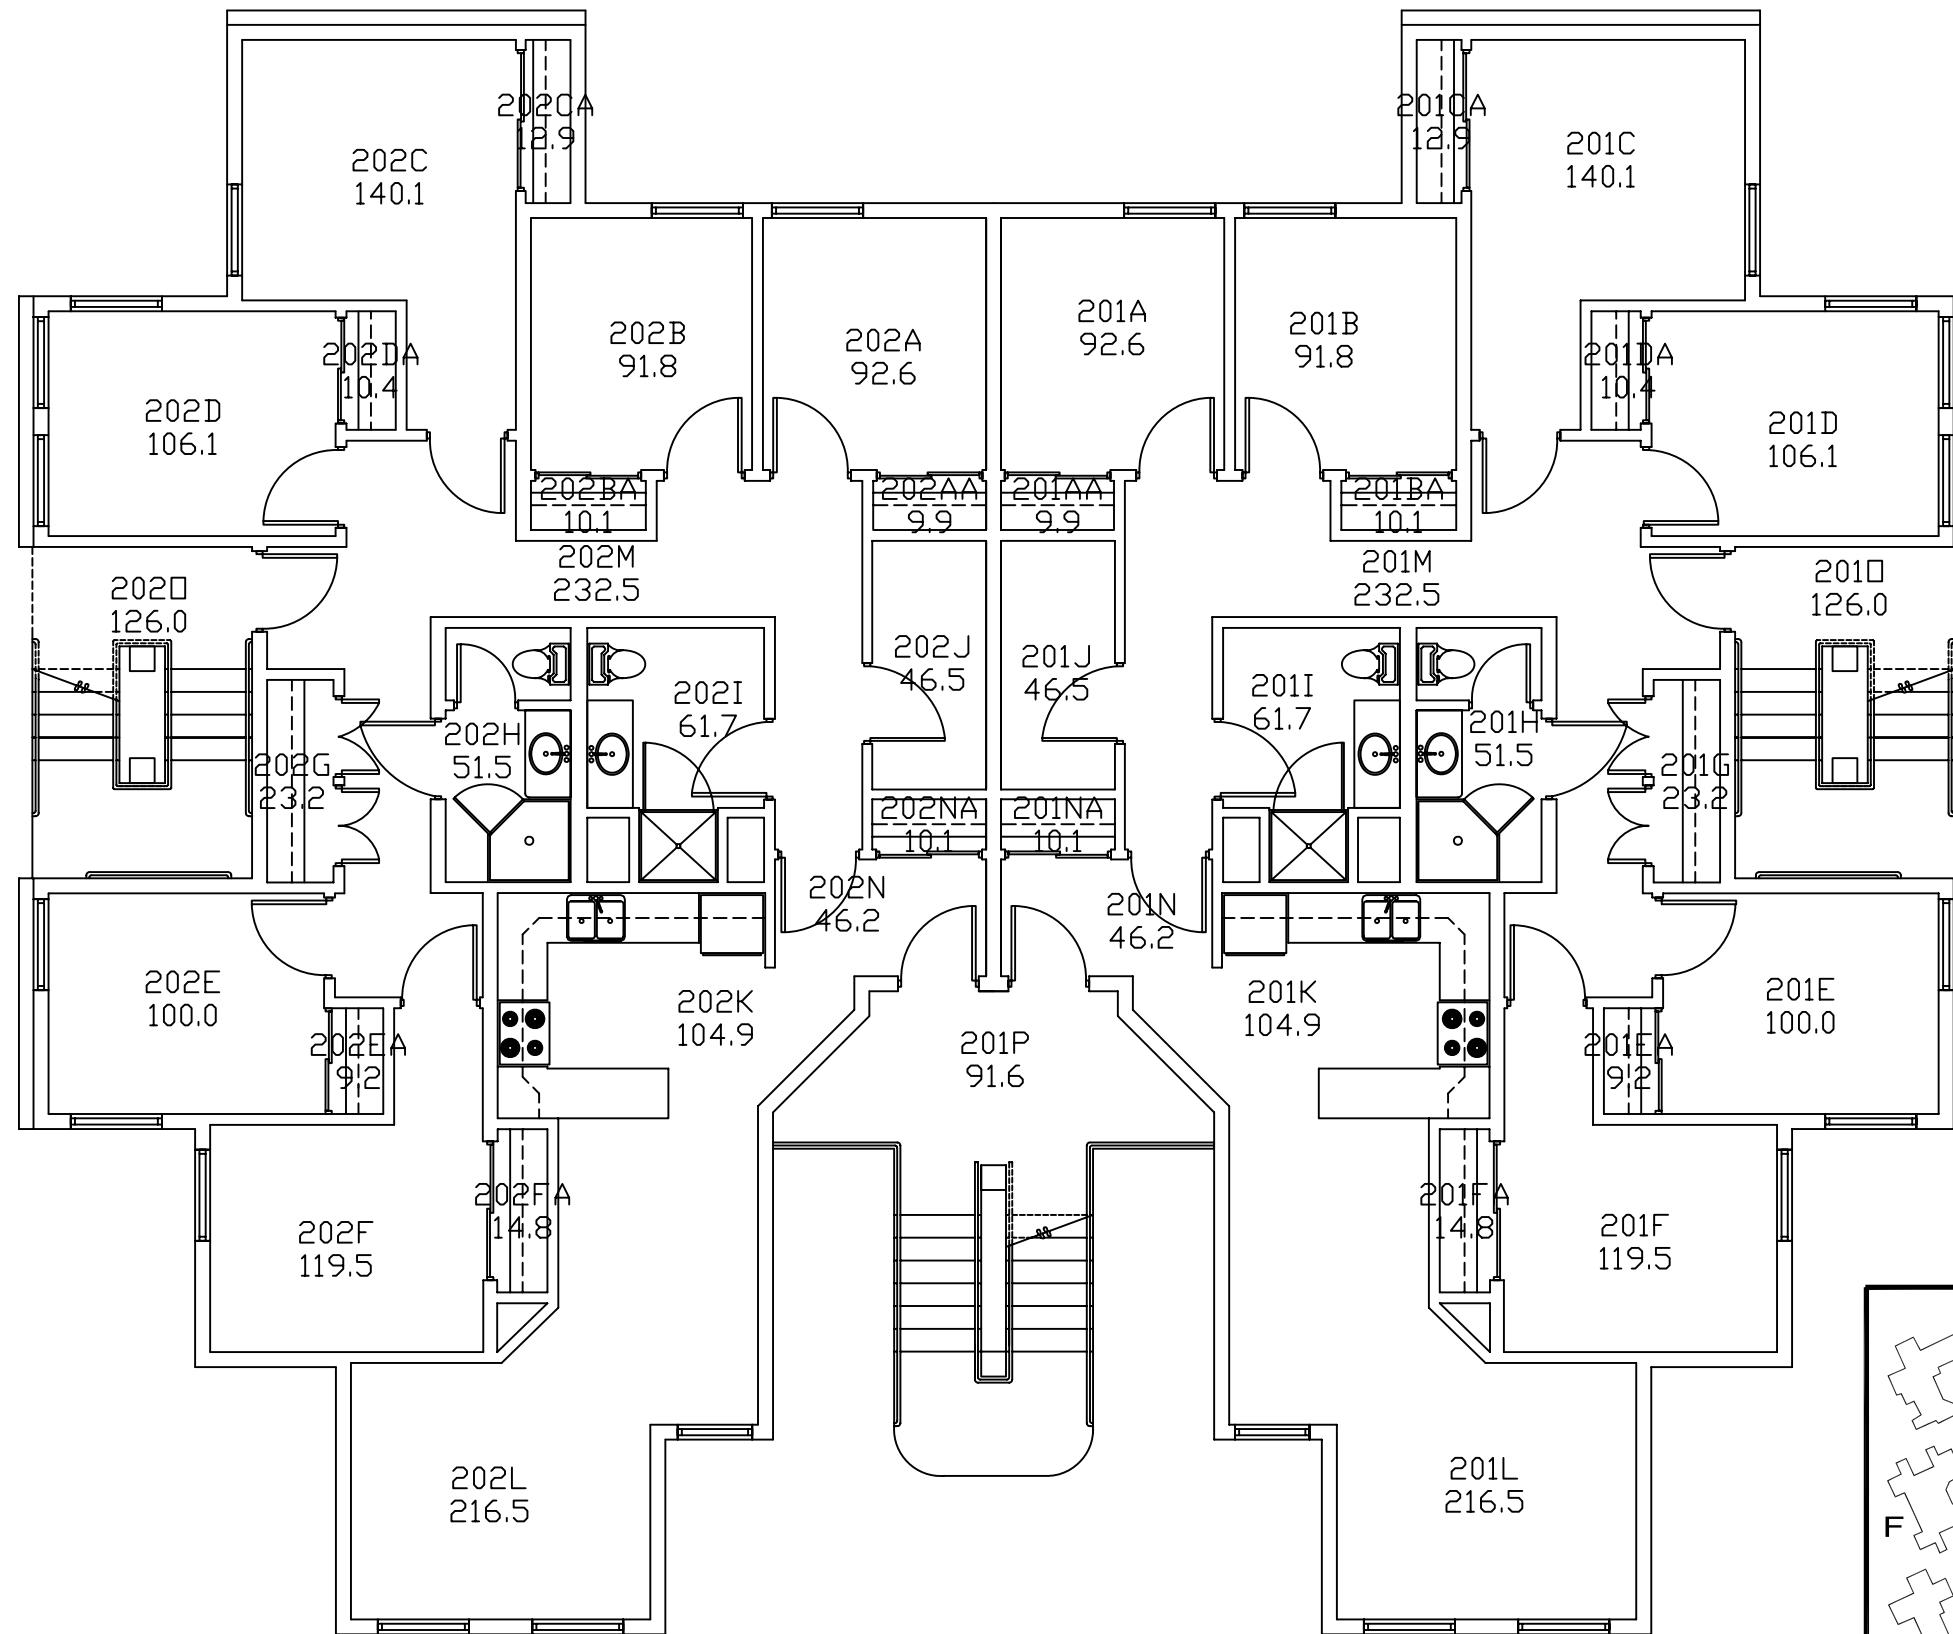 202CA
12.9
201CA
12.9
202C
140.1
201C
140.1
202B
91.8
202A
92.6
201A
92.6
201B
91.8
202DA
10.4
201DA
10.4
202D
106.1
201D
106.1
202BA
10.1
202AA
9.9
201AA
9.9
201BA
10.1
202M
232.5
201M
232.5
202O
126.0
201O
126.0
202J
46.5
201J
46.5
202I
61.7
201I
61.7
202H
51.5
201H
51.5
202G
23.2
201G
23.2
202NA
10.1
201NA
10.1
202N
46.2
201N
46.2
202E
100.0
202K
104.9
201K
104.9
201E
100.0
202EA
9.2
201P
91.6
201EA
9.2
202FA
14.8
201FA
14.8
202F
119.5
201F
119.5
202L
216.5
201L
216.5
F